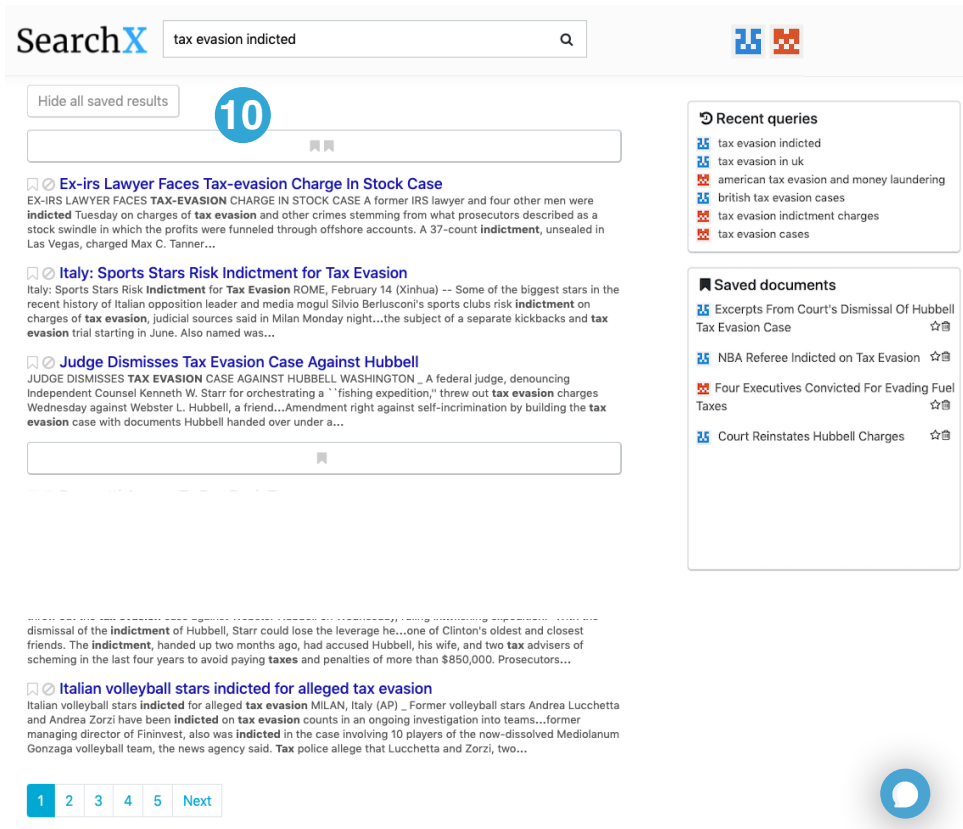 SearchX
tax evasion indicted
Hide all saved results
10
Ex-irs Lawyer Faces Tax-evasion Charge In Stock Case
EX-IRS LAWYER FACES TAX-EVASION CHARGE IN STOCK CASE A former IRS lawyer and four other men were
indicted Tuesday on charges of tax evasion and other crimes stemming from what prosecutors described as a
stock swindle in which the profits were funneled through offshore accounts. A 37-count indictment, unsealed in
Las Vegas, charged Max C. Tanner...
Italy: Sports Stars Risk Indictment for Tax Evasion
Italy: Sports Stars Risk Indictment for Tax Evasion ROME, February 14 (Xinhua) -- Some of the biggest stars in the
recent history of Italian opposition leader and media mogul Silvio Berlusconi's sports clubs risk indictment on
charges of tax evasion, judicial sources said in Milan Monday night...the subject of a separate kickbacks and tax
evasion trial starting in June. Also named was...
Judge Dismisses Tax Evasion Case Against Hubbell
JUDGE DISMISSES TAX EVASION CASE AGAINST HUBBELL WASHINGTON _ A federal judge, denouncing
Independent Counsel Kenneth W. Starr for orchestrating a ``fishing expedition,'' threw out tax evasion charges
Wednesday against Webster L. Hubbell, a friend...Amendment right against self-incrimination by building the tax
evasion case with documents Hubbell handed over under a...
dismissal of the indictment of Hubbell, Starr could lose the leverage he...one of Clinton's oldest and closest
friends. The indictment, handed up two months ago, had accused Hubbell, his wife, and two tax advisers of
scheming in the last four years to avoid paying taxes and penalties of more than $850,000. Prosecutors...
Italian volleyball stars indicted for alleged tax evasion
Italian volleyball stars indicted for alleged tax evasion MILAN, Italy (AP) _ Former volleyball stars Andrea Lucchetta
and Andrea Zorzi have been indicted on tax evasion counts in an ongoing investigation into teams...former
managing director of Fininvest, also was indicted in the case involving 10 players of the now-dissolved Mediolanum
Gonzaga volleyball team, the news agency said. Tax police allege that Lucchetta and Zorzi, two...
1 2 3 4 5 Next
Recent queries
tax evasion indicted
tax evasion in uk
american tax evasion and money laundering
british tax evasion cases
tax evasion indictment charges
tax evasion cases
Saved documents
Excerpts From Court's Dismissal Of Hubbell
Tax Evasion Case
NBA Referee Indicted on Tax Evasion
Four Executives Convicted For Evading Fuel
Taxes
Court Reinstates Hubbell Charges